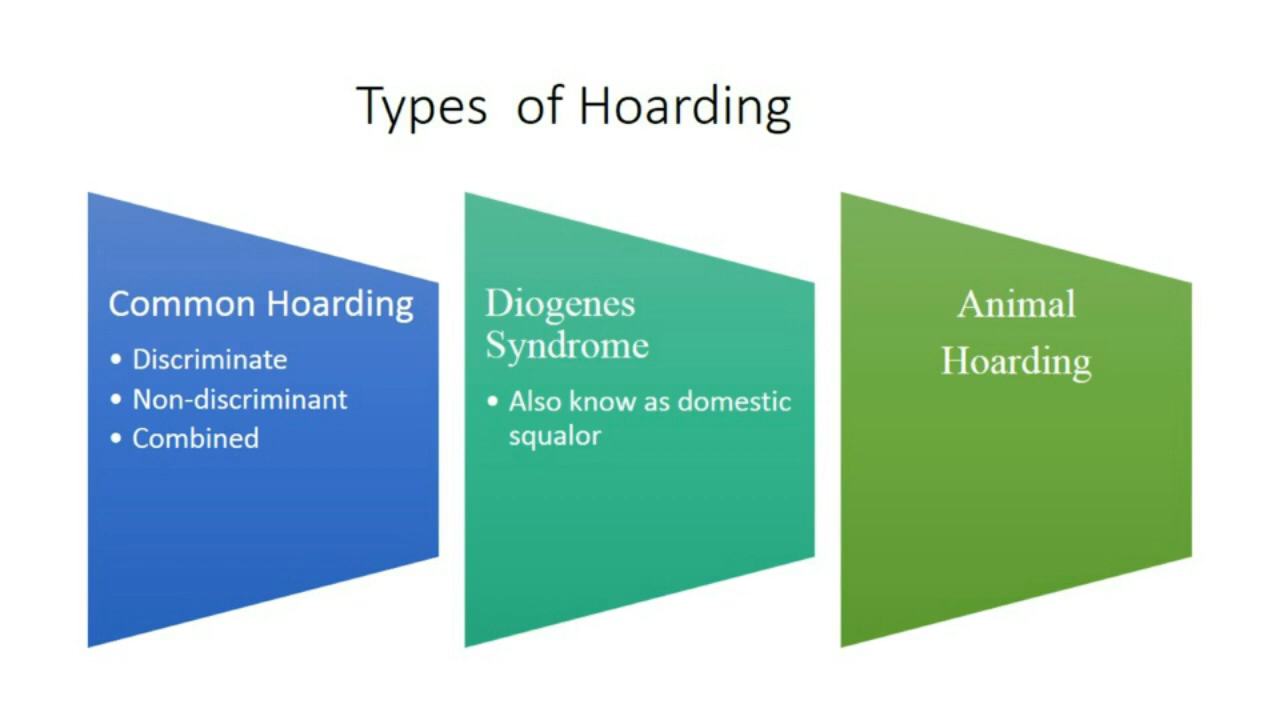 Types of Hoarding
Common Hoarding
• Discriminate
• Non-discriminant
• Combined
Diogenes
Syndrome
• Also know as domestic
squalor
Animal
Hoarding